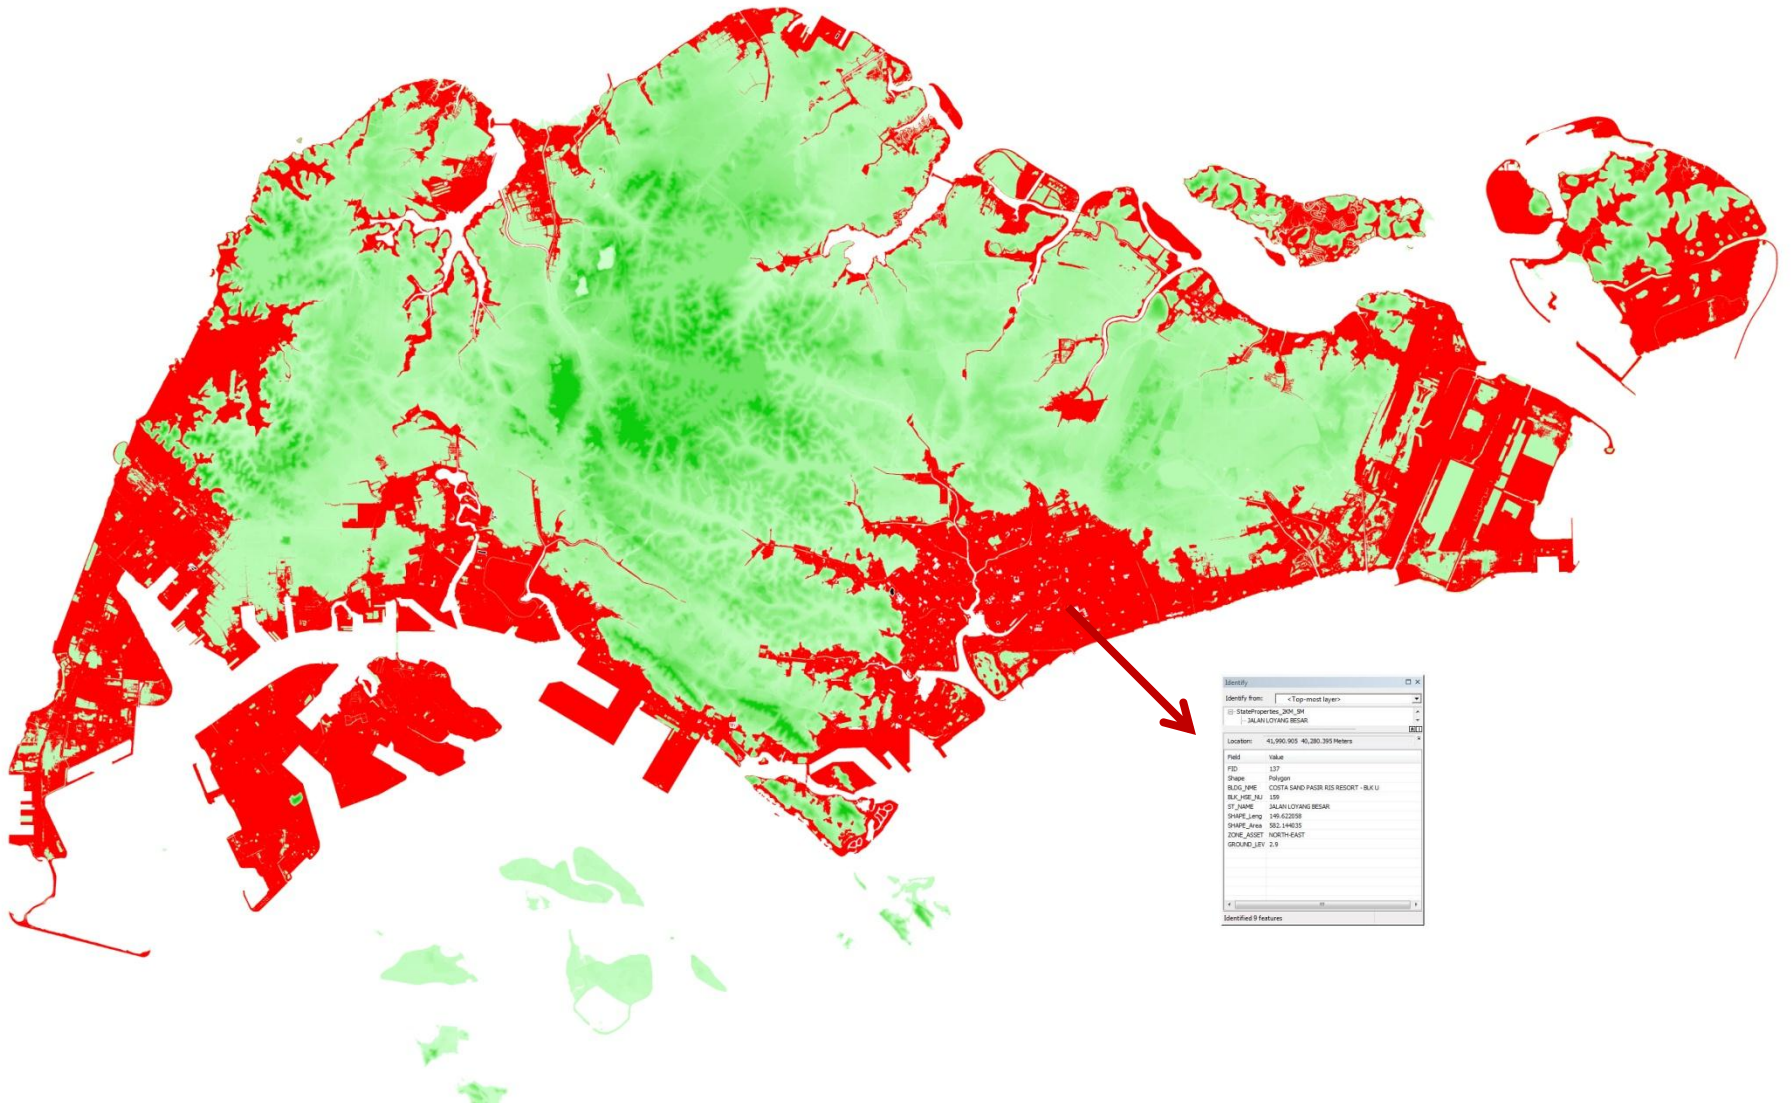 Identify
Identify from: <Top-most layer>
StateProperties_2KM_5M
JALAN LOYANG BESAR
Location: 41,990.905 40,280.395 Meters
Field Value
FID 137
Shape Polygon
BLDG_NME COSTA SAND PASIR RIS RESORT - BLK U
BLK_HSE_NU 159
ST_NAME JALAN LOYANG BESAR
SHAPE_Leng 149.622058
SHAPE_Area 582.144035
ZONE_ASSET NORTH-EAST
GROUND_LEV 2.9
Identified 9 features